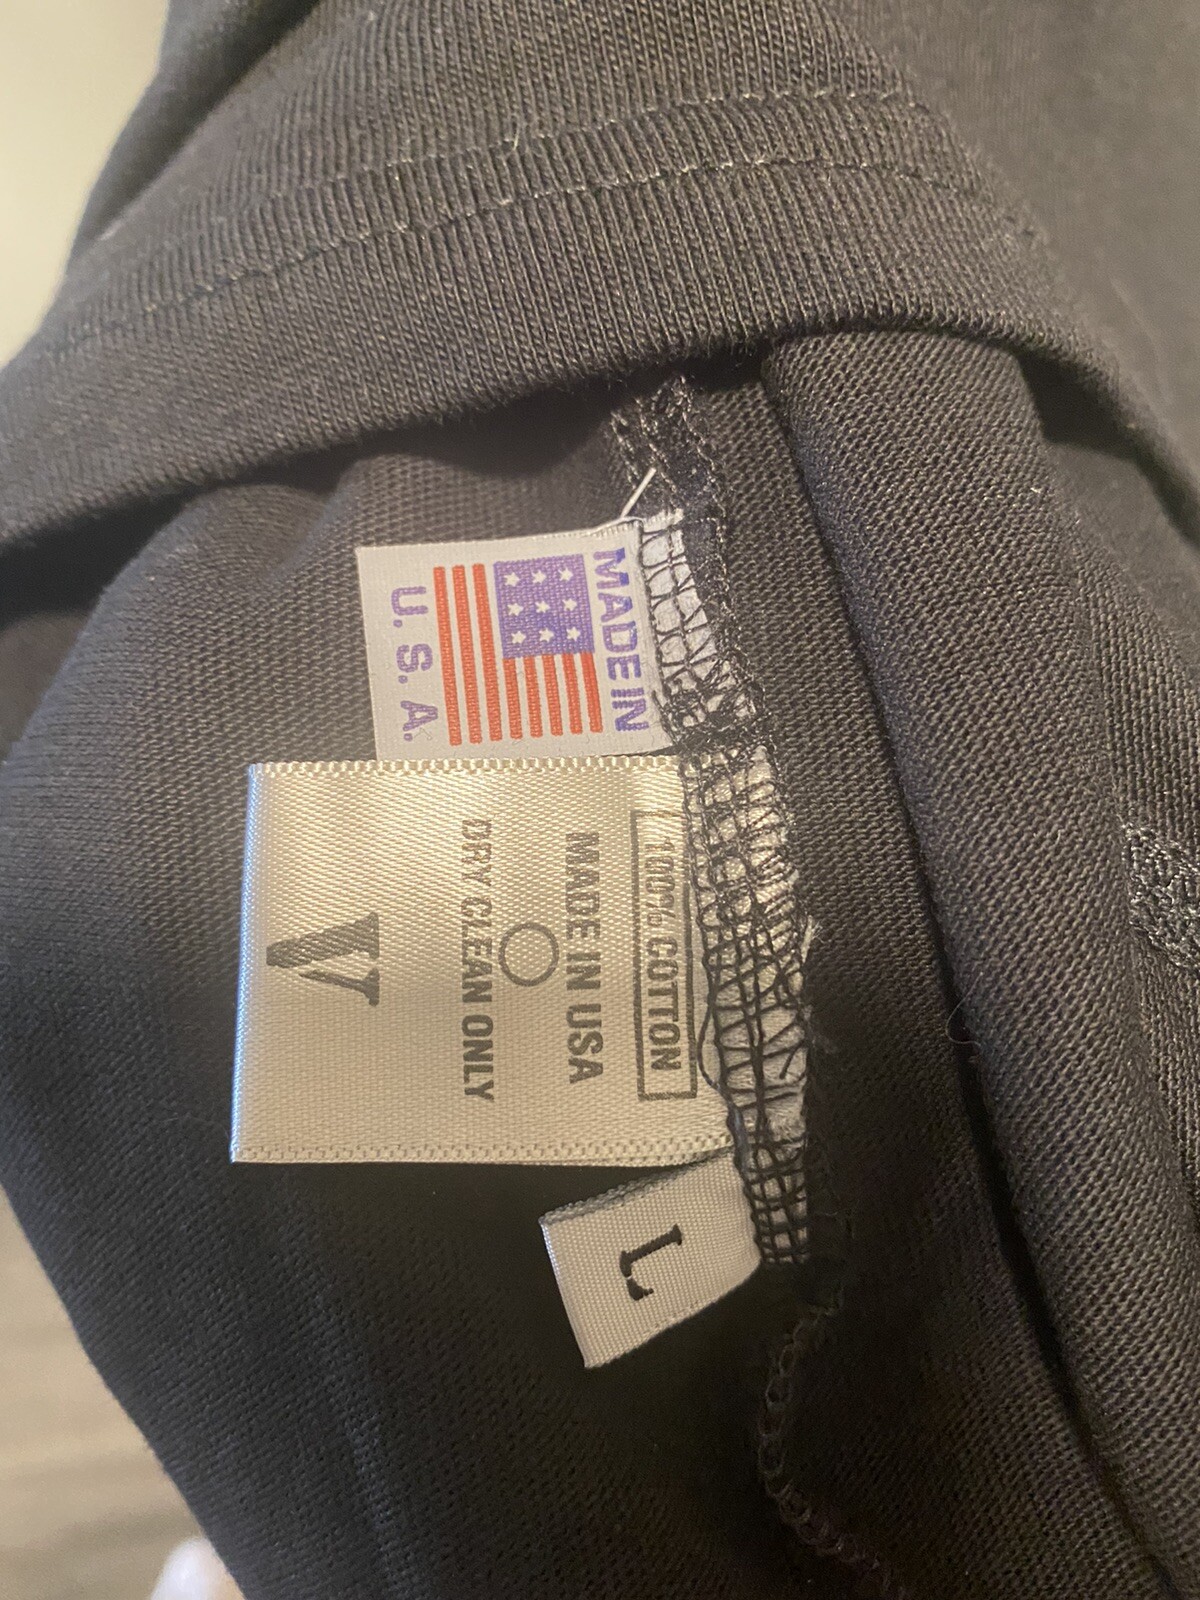 MADE IN
U.S.A.
100% COTTON
MADE IN USA
DRY CLEAN ONLY
V
L